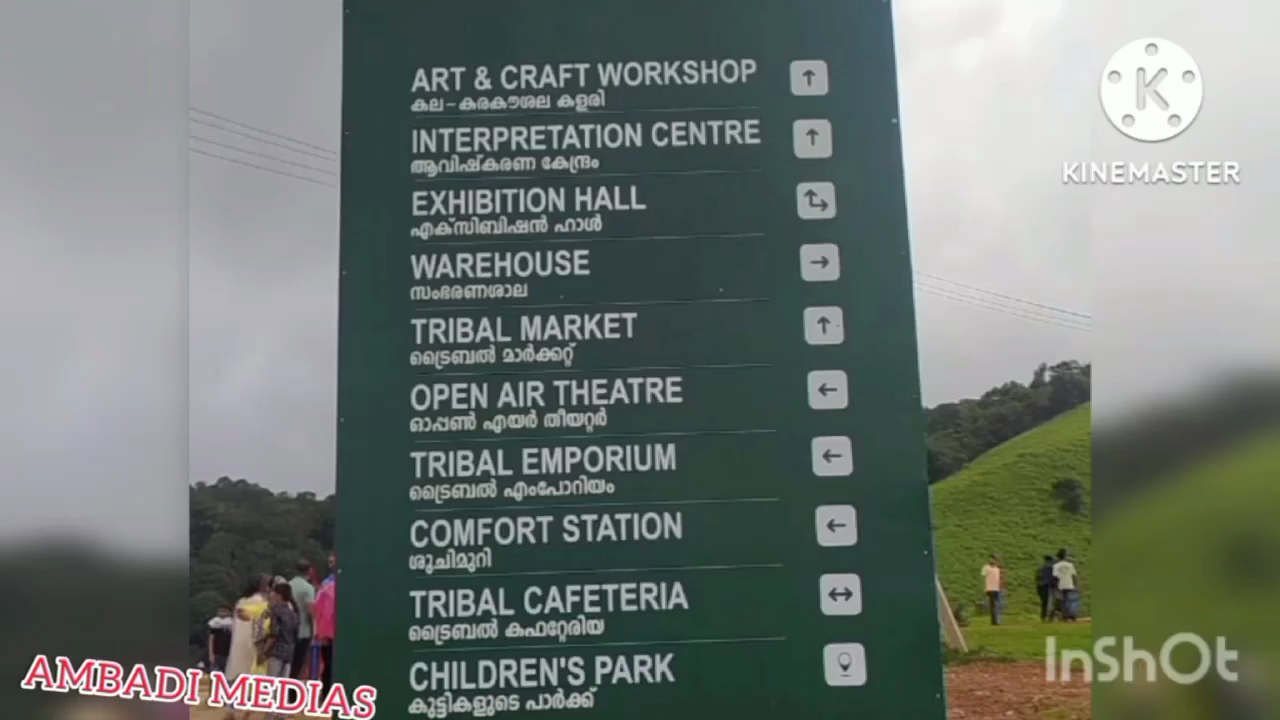 ART & CRAFT WORKSHOP
കല - കരകൗശല കളരി
INTERPRETATION CENTRE
ആവിഷ്കരണ കേന്ദ്രം
EXHIBITION HALL
എക്സിബിഷൻ ഹാൾ
WAREHOUSE
സംഭരണശാല
TRIBAL MARKET
ട്രൈബൽ മാർക്കറ്റ്
OPEN AIR THEATRE
ഓപ്പൺ എയർ തീയറ്റർ
TRIBAL EMPORIUM
ട്രൈബൽ എംപോറിയം
COMFORT STATION
ശുചിമുറി
TRIBAL CAFETERIA
ട്രൈബൽ കഫറ്റേരിയ
CHILDREN'S PARK
കുട്ടികളുടെ പാർക്ക്
K
KINEMASTER
AMBADI MEDIAS
InShOt